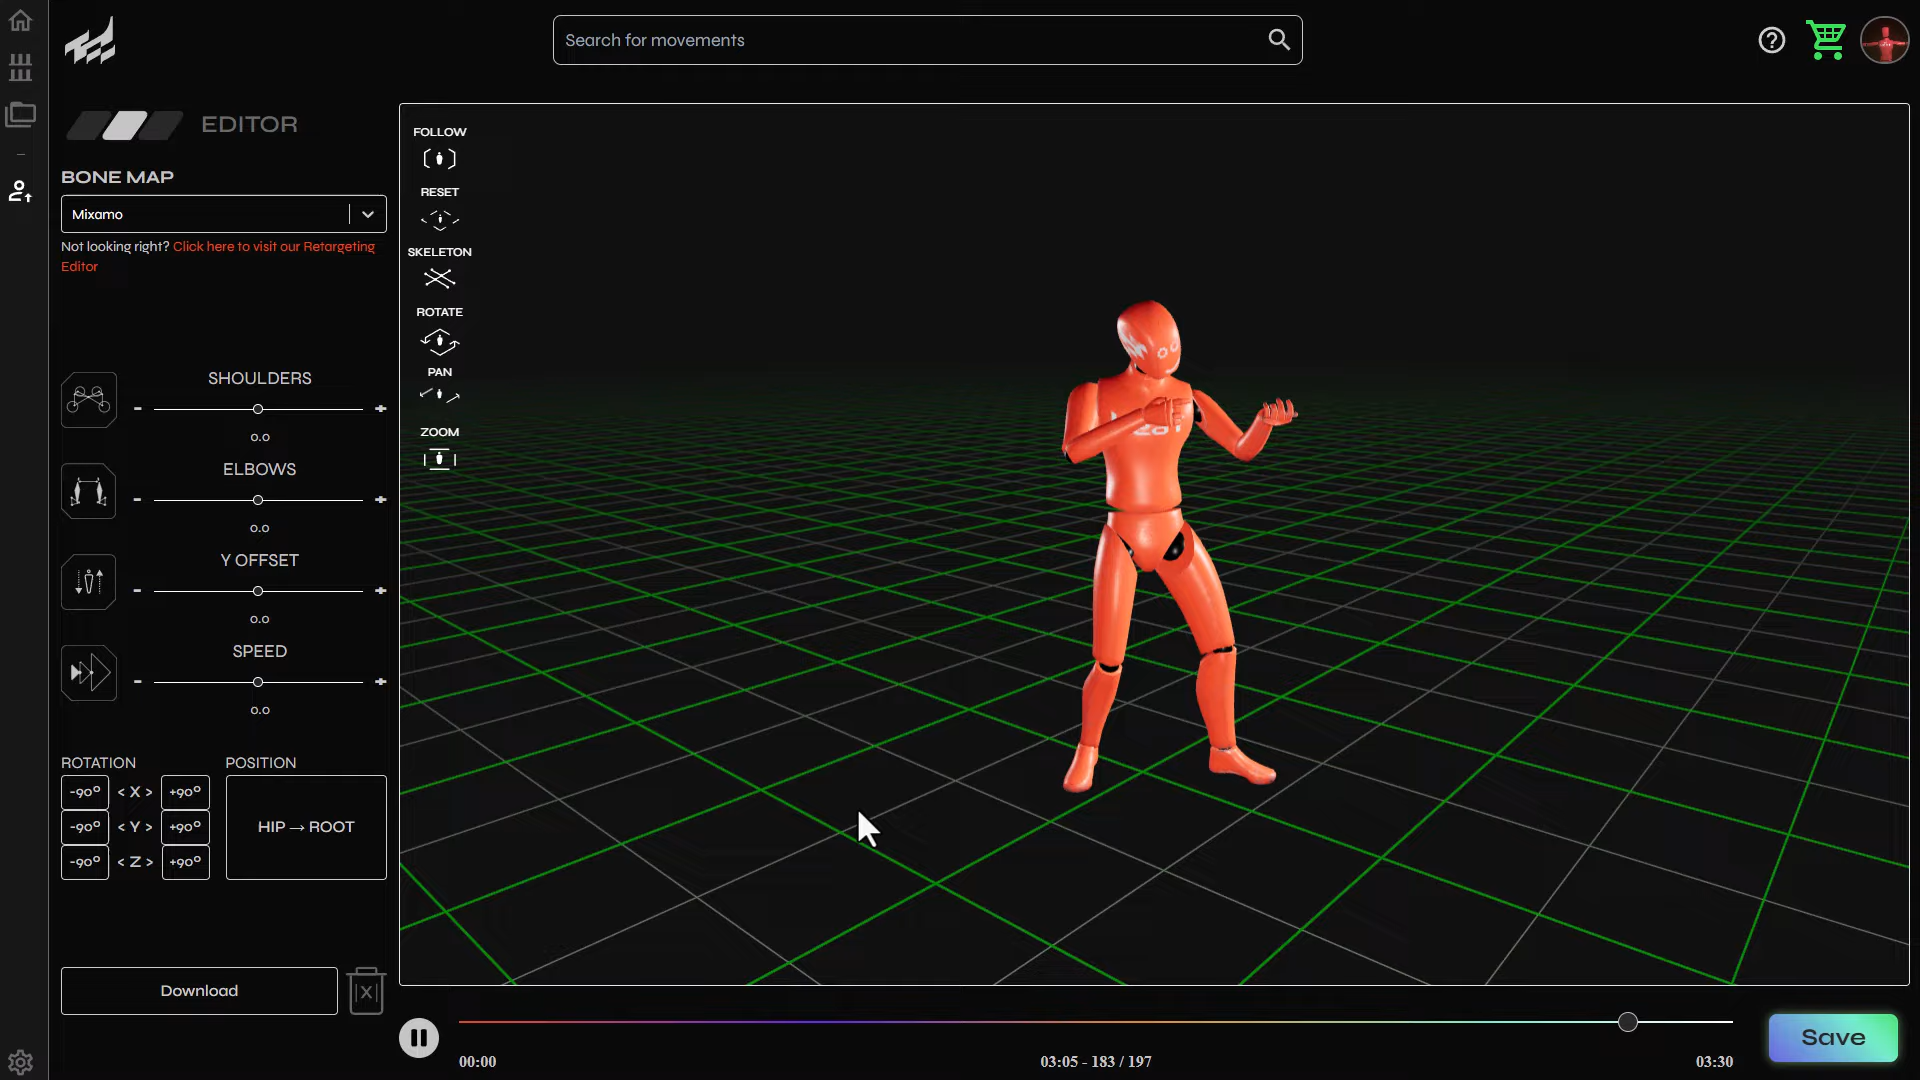 Search for movements
EDITOR
BONE MAP
Mixamo
Not looking right? Click here to visit our Retargeting
Editor
SHOULDERS
- +
0.0
ELBOWS
- +
0.0
Y OFFSET
- +
0.0
SPEED
- +
0.0
ROTATION
-90° < X > +90°
-90° < Y > +90°
-90° < Z > +90°
POSITION
HIP → ROOT
Download
FOLLOW
RESET
SKELETON
ROTATE
PAN
ZOOM
00:00
03:05 - 183 / 197
03:30
Save